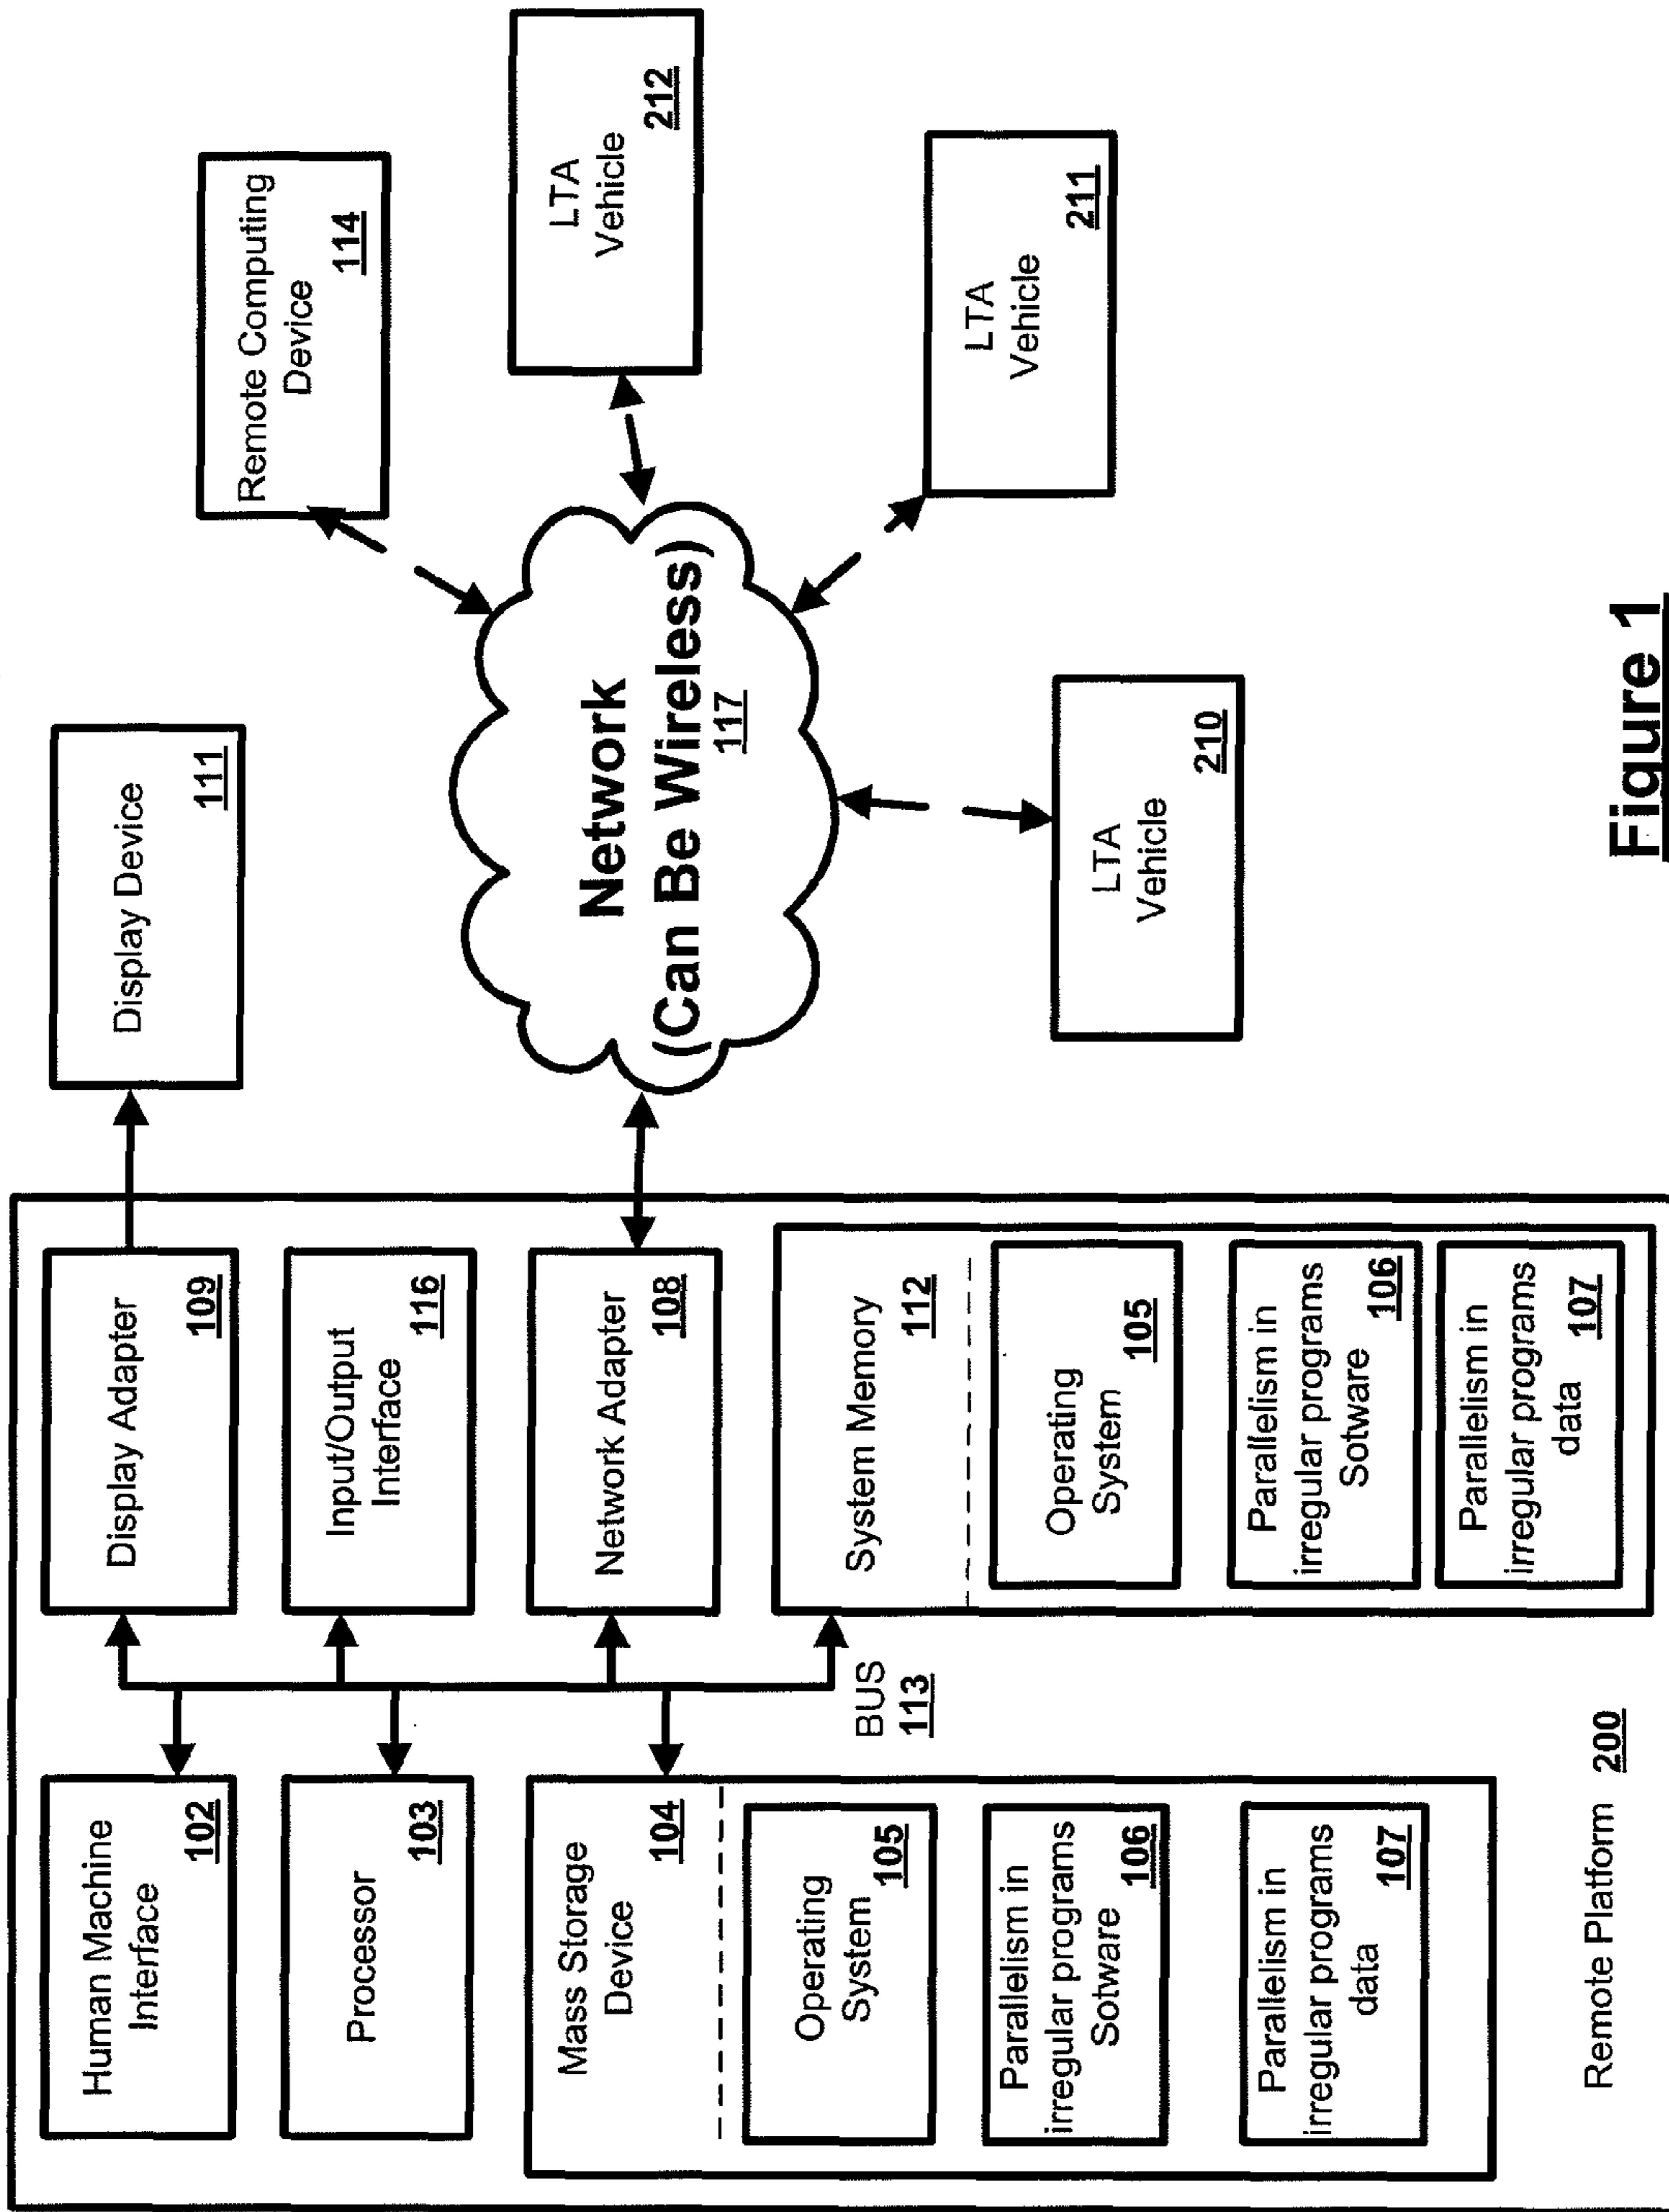 Human Machine
Interface
102
Processor
103
Mass Storage
Device
104
Operating
System
105
Parallelism in
irregular programs
Sotware
106
Parallelism in
irregular programs
data
107
Remote Platform 200
BUS
113
Display Adapter
109
Input/Output
Interface
116
Network Adapter
108
System Memory
112
Operating
System
105
Parallelism in
irregular programs
Sotware
106
Parallelism in
irregular programs
data
107
Display Device
111
Network
(Can Be Wireless)
117
Remote Computing
Device
114
LTA
Vehicle
212
LTA
Vehicle
211
LTA
Vehicle
210
Figure 1